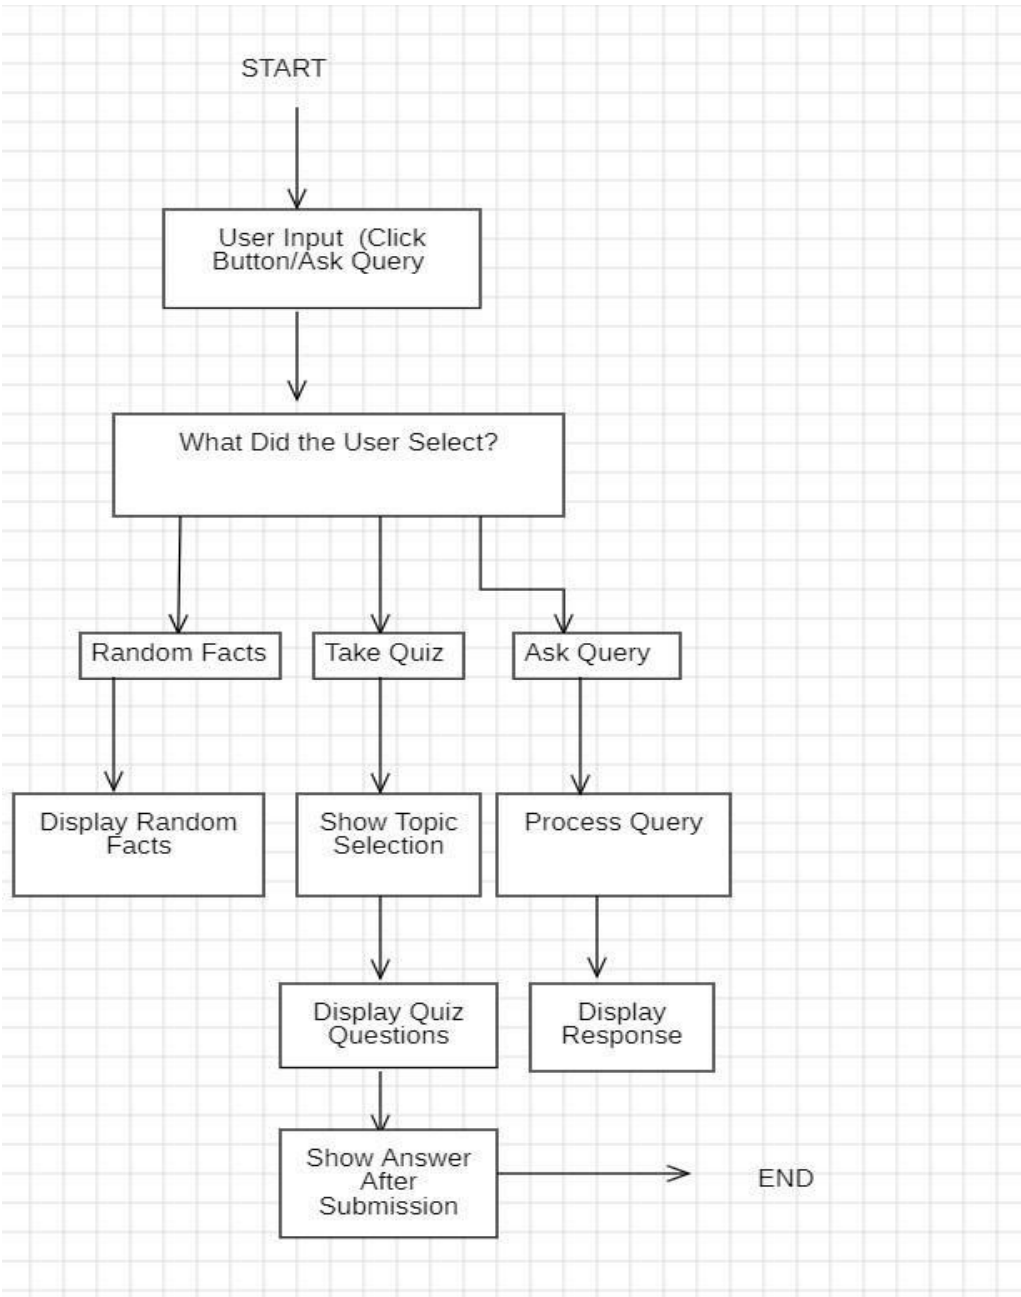 START
User Input (Click
Button/Ask Query
What Did the User Select?
Random Facts
Take Quiz
Ask Query
Display Random
Facts
Show Topic
Selection
Process Query
Display Quiz
Questions
Display
Response
Show Answer
After
Submission
END